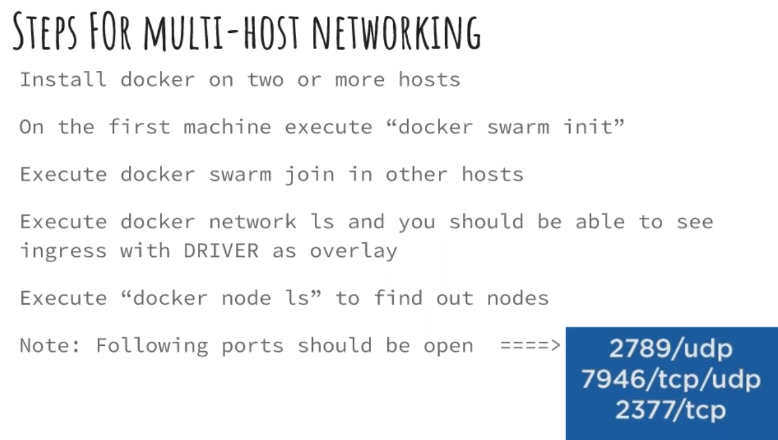 STEPS FOR MULTI-HOST NETWORKING
Install docker on two or more hosts
On the first machine execute “docker swarm init”
Execute docker swarm join in other hosts
Execute docker network ls and you should be able to see
ingress with DRIVER as overlay
Execute “docker node ls” to find out nodes
Note: Following ports should be open ====>
2789/udp
7946/tcp/udp
2377/tcp